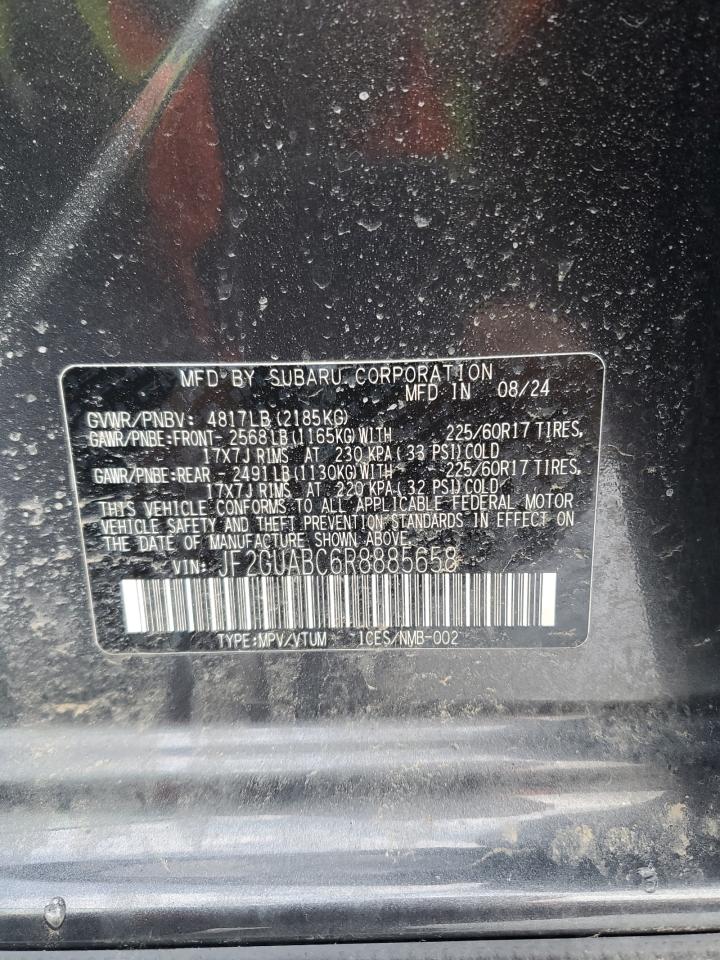 MFD BY SUBARU CORPORATION
MFD IN 08/24
GVWR/PNBV: 4817LB (2185KG)
GAWR/PNBE:FRONT- 2568LB (1165KG) WITH 225/60R17 TIRES,
17X7J RIMS AT 230 KPA (33 PSI) COLD
GAWR/PNBE:REAR - 2491LB (1130KG) WITH 225/60R17 TIRES,
17X7J RIMS AT 220 KPA (32 PSI) COLD
THIS VEHICLE CONFORMS TO ALL APPLICABLE FEDERAL MOTOR
VEHICLE SAFETY AND THEFT PREVENTION STANDARDS IN EFFECT ON
THE DATE OF MANUFACTURE SHOWN ABOVE.
VIN: JF2GUABC6R8885658
TYPE:MPV/VTUM 1CES/NMB-002